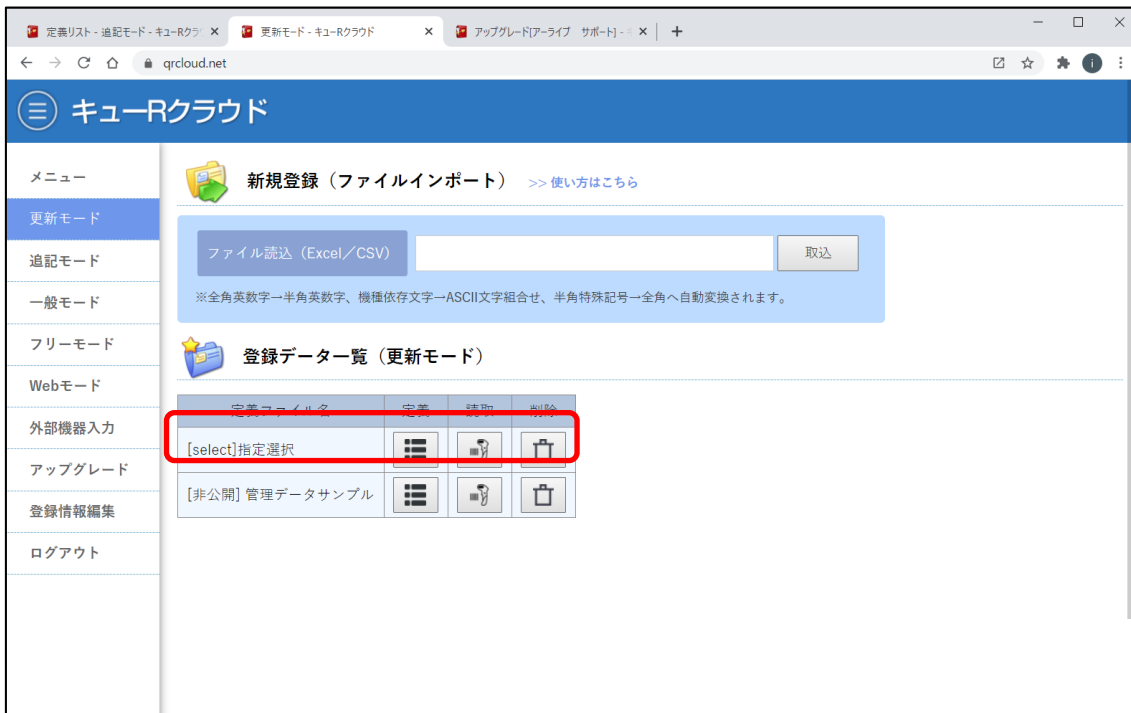 定義リスト - 追記モード - キューRクラ
更新モード - キューRクラウド
アップグレード[アーライブ サポート] -
qrcloud.net
i
キューRクラウド
メニュー
更新モード
追記モード
一般モード
フリーモード
Webモード
外部機器入力
アップグレード
登録情報編集
ログアウト
新規登録（ファイルインポート） >> 使い方はこちら
ファイル読込（Excel／CSV） 取込
※全角英数字→半角英数字、機種依存文字→ASCII文字組合せ、半角特殊記号→全角へ自動変換されます。
登録データ一覧（更新モード）
定義ファイル名 定義 読取 削除
[select]指定選択
[非公開] 管理データサンプル